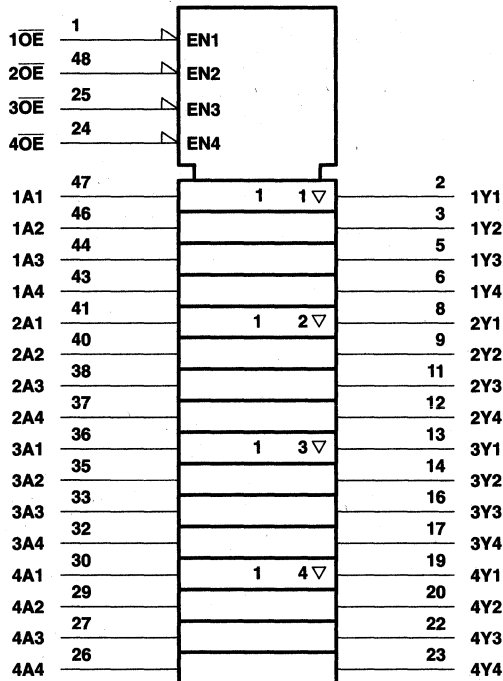 1O̅E̅ 1 EN1
2O̅E̅ 48 EN2
3O̅E̅ 25 EN3
4O̅E̅ 24 EN4
1A1 47 1 1 ▽ 2 1Y1
1A2 46 3 1Y2
1A3 44 5 1Y3
1A4 43 6 1Y4
2A1 41 1 2 ▽ 8 2Y1
2A2 40 9 2Y2
2A3 38 11 2Y3
2A4 37 12 2Y4
3A1 36 1 3 ▽ 13 3Y1
3A2 35 14 3Y2
3A3 33 16 3Y3
3A4 32 17 3Y4
4A1 30 1 4 ▽ 19 4Y1
4A2 29 20 4Y2
4A3 27 22 4Y3
4A4 26 23 4Y4